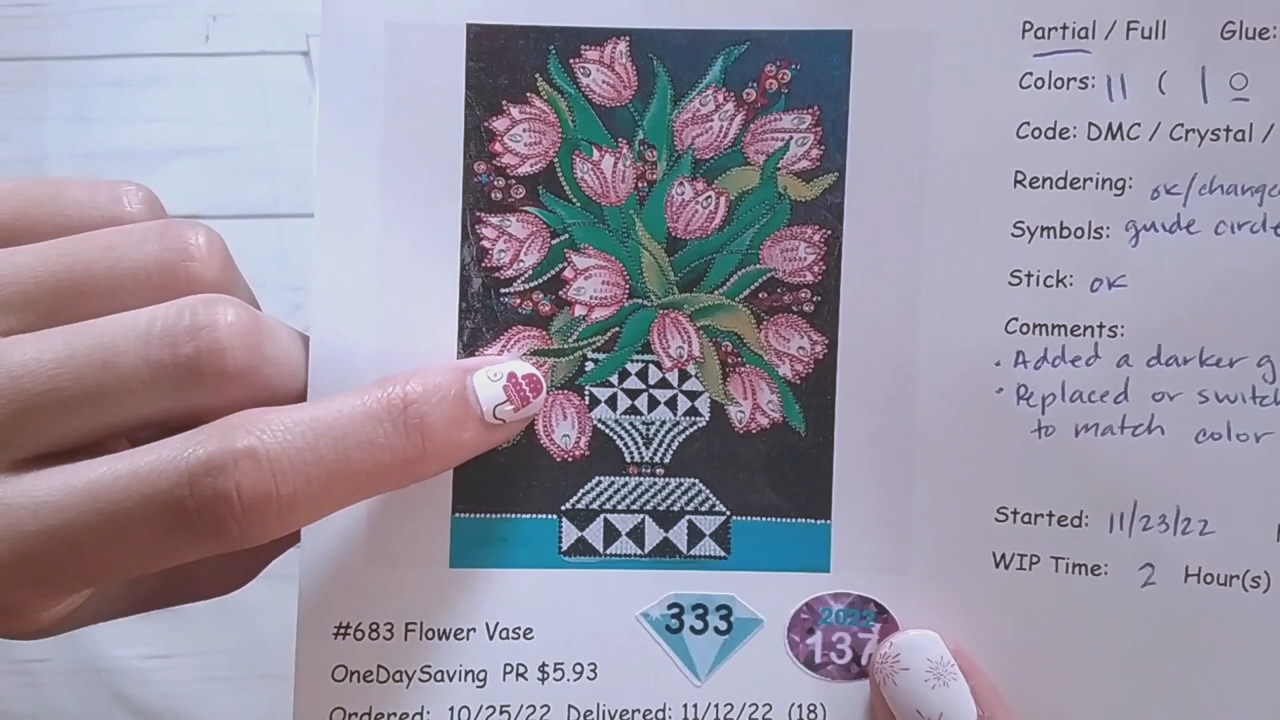 Partial / Full Glue:
Colors: 11 ( 10
Code: DMC / Crystal /
Rendering: ok/change
Symbols: guide circle
Stick: ok
Comments:
• Added a darker g
• Replaced or switc
to match color
Started: 11/23/22
WIP Time: 2 Hour(s)
333
2022
137
#683 Flower Vase
OneDaySaving PR $5.93
Ordered: 10/25/22 Delivered: 11/12/22 (18)